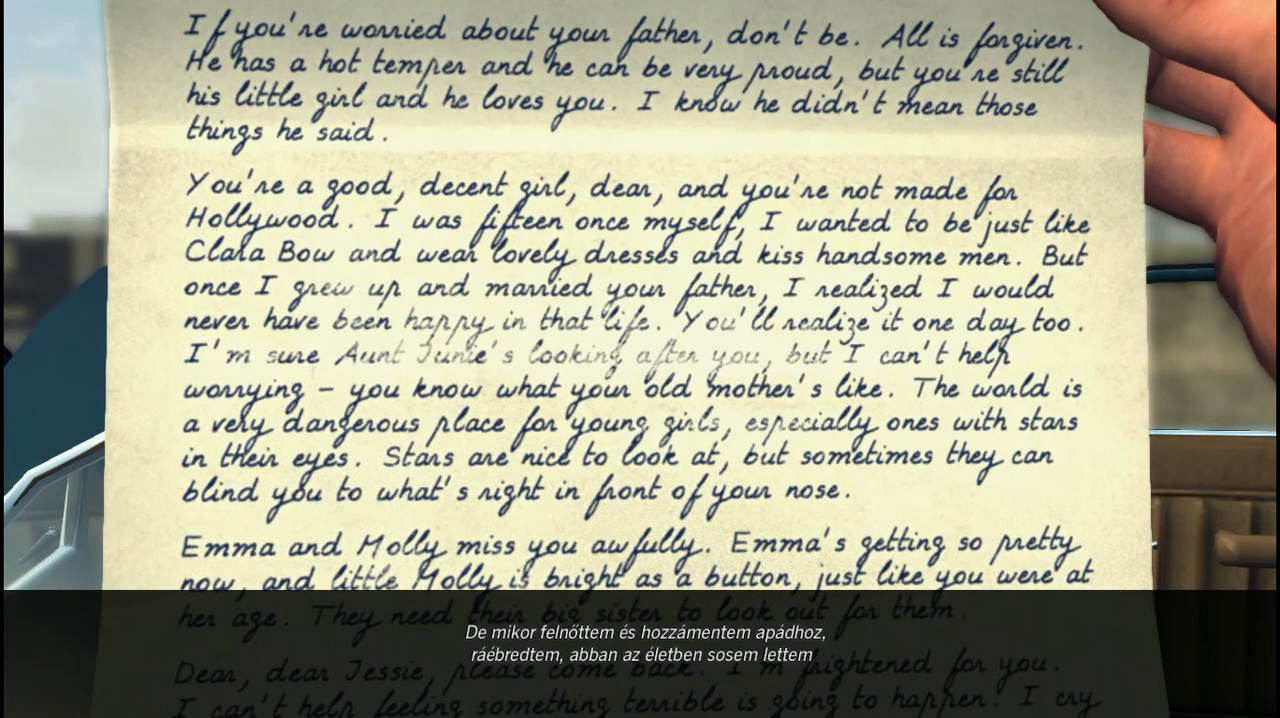 If you're worried about your father, don't be. All is forgiven.
He has a hot temper and he can be very proud, but you're still
his little girl and he loves you. I know he didn't mean those
things he said.
You're a good, decent girl, dear, and you're not made for
Hollywood. I was fifteen once myself, I wanted to be just like
Clara Bow and wear lovely dresses and kiss handsome men. But
once I grew up and married your father, I realized I would
never have been happy in that life. You'll realize it one day too.
I'm sure Aunt Junie's looking after you, but I can't help
worrying – you know what your old mother's like. The world is
a very dangerous place for young girls, especially ones with stars
in their eyes. Stars are nice to look at, but sometimes they can
blind you to what's right in front of your nose.
Emma and Molly miss you awfully. Emma's getting so pretty
now, and little Molly is bright as a button, just like you were at
her age. They need their big sister to look out for them.
De mikor felnőttem és hozzámentem apádhoz,
ráébredtem, abban az életben sosem lettem
Dear, dear Jessie, please come back. I'm frightened for you.
I can't help feeling something terrible is going to happen. I cry